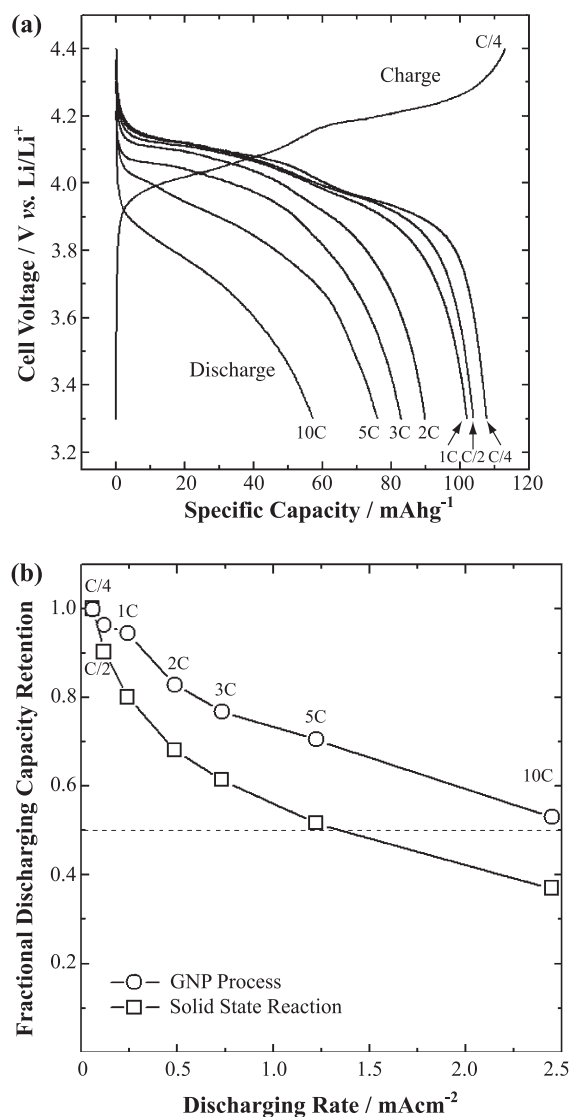 (a)
4.4
4.2
4.0
3.8
3.6
3.4
3.2
Cell Voltage / V vs. Li/Li+
C/4
Charge
Discharge
10C
5C
3C
2C
1C C/2 C/4
0 20 40 60 80 100 120
Specific Capacity / mAhg-1
(b)
C/4
1.0
0.8
0.6
0.4
0.2
Fractional Discharging Capacity Retention
C/2
1C
2C
3C
5C
10C
GNP Process
Solid State Reaction
0.0 0.5 1.0 1.5 2.0 2.5
Discharging Rate / mAcm-2